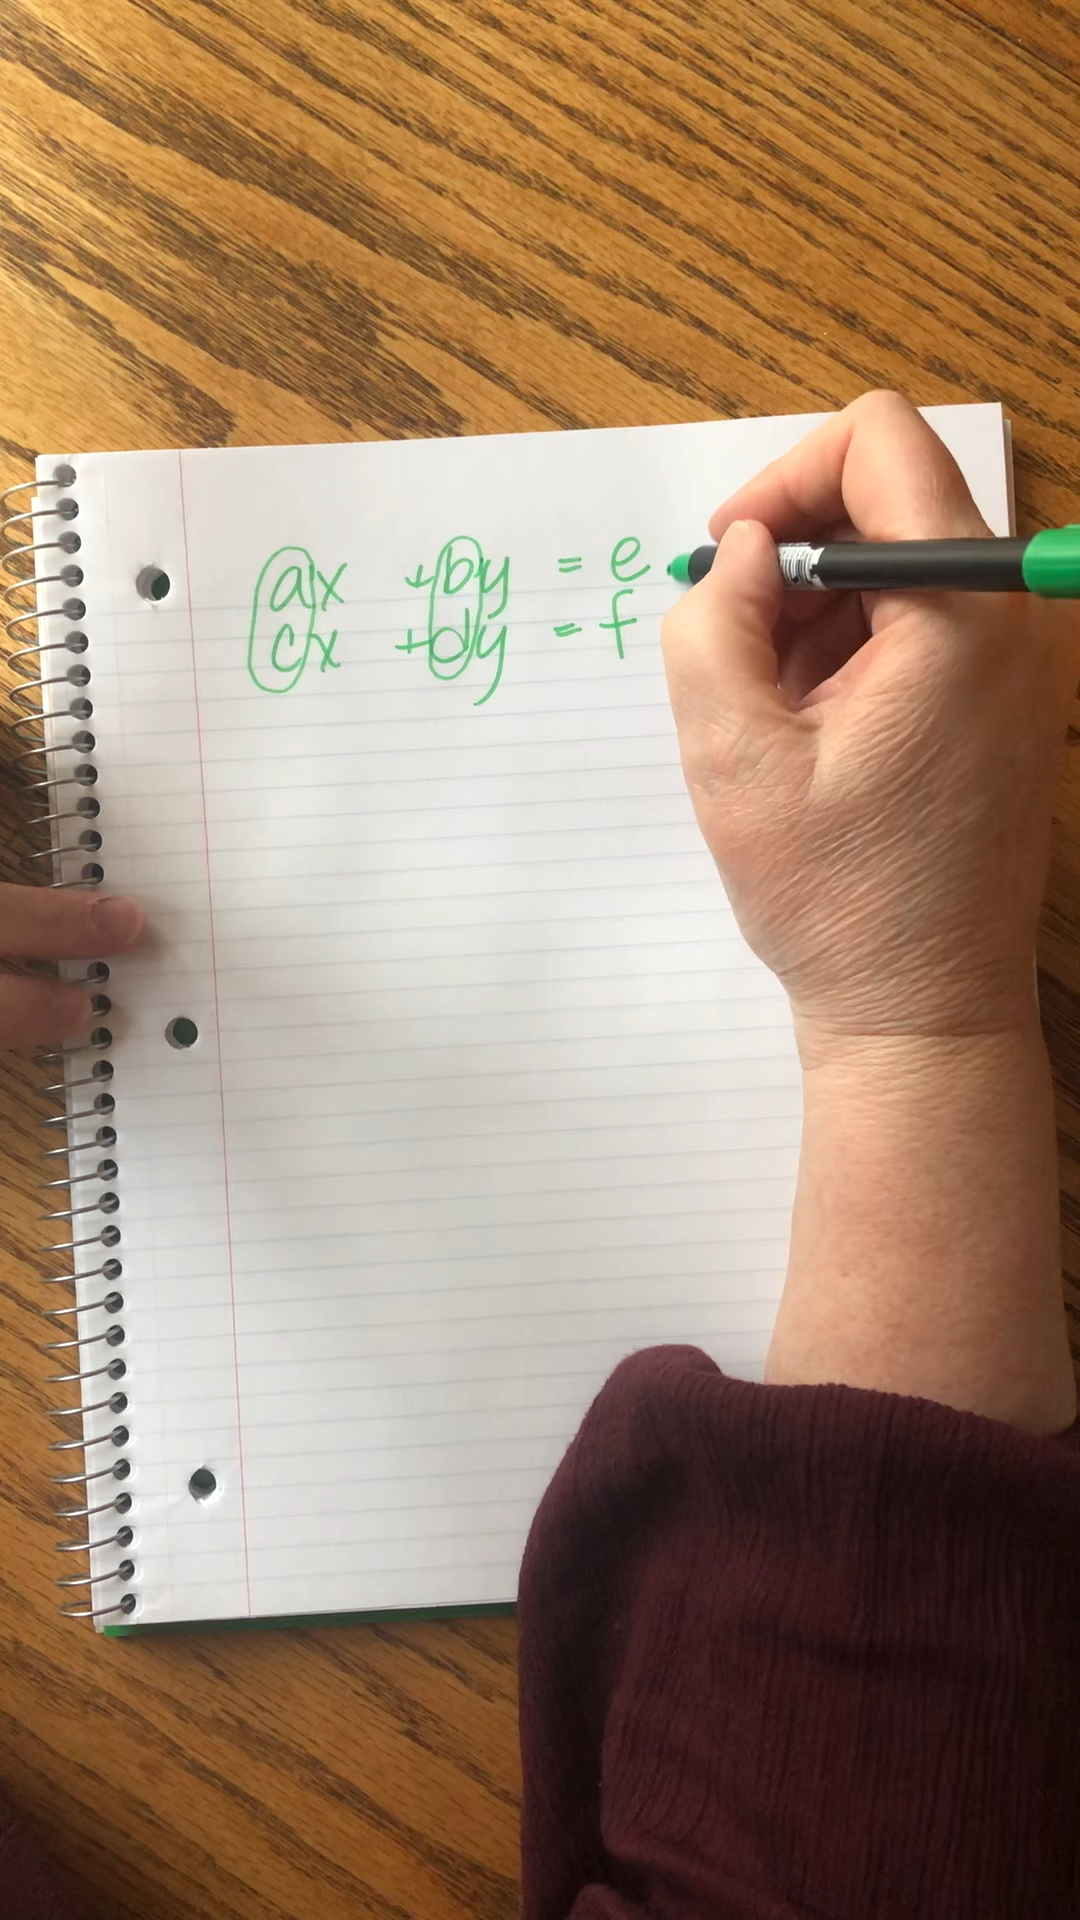 ax + by = e
cx + dy = f